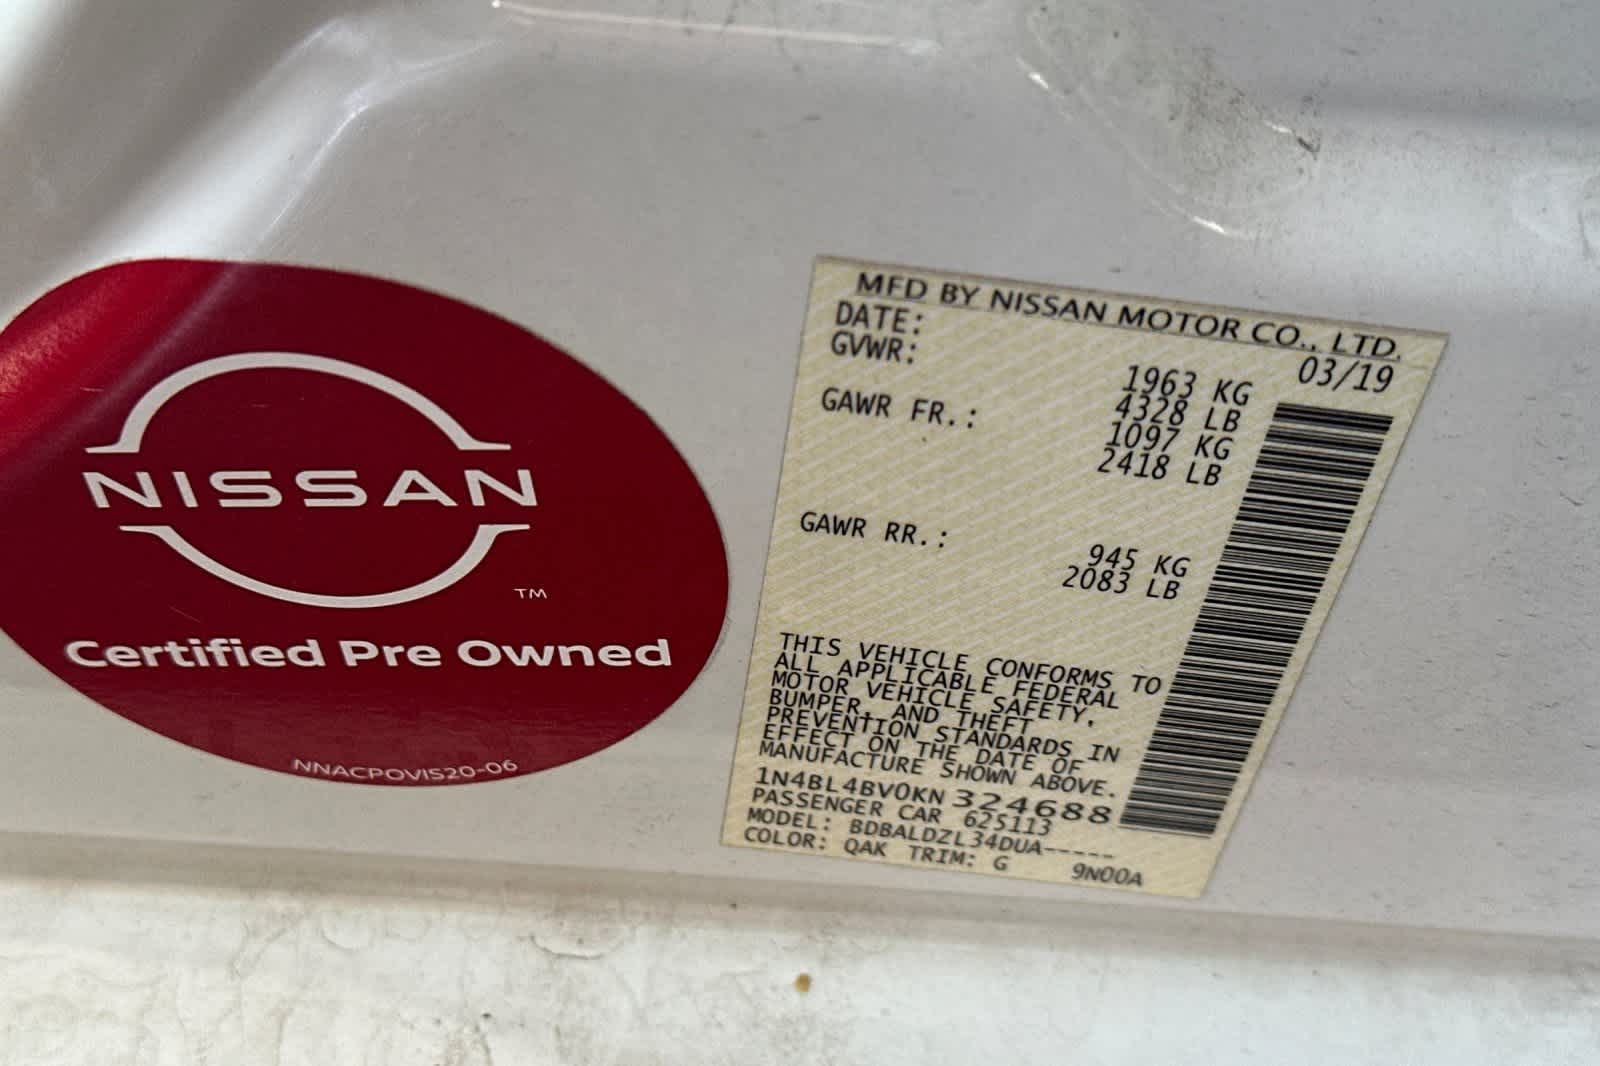 NISSAN
TM
Certified Pre Owned
NNACPOVIS20-06
MFD BY NISSAN MOTOR CO., LTD.
DATE: 03/19
GVWR: 1963 KG
4328 LB
GAWR FR.: 1097 KG
2418 LB
GAWR RR.: 945 KG
2083 LB
THIS VEHICLE CONFORMS TO
ALL APPLICABLE FEDERAL
MOTOR VEHICLE SAFETY,
BUMPER, AND THEFT
PREVENTION STANDARDS IN
EFFECT ON THE DATE OF
MANUFACTURE SHOWN ABOVE.
1N4BL4BV0KN 324688
PASSENGER CAR 625113
MODEL: BDBALDZL34DUA-----
COLOR: QAK TRIM: G 9N00A